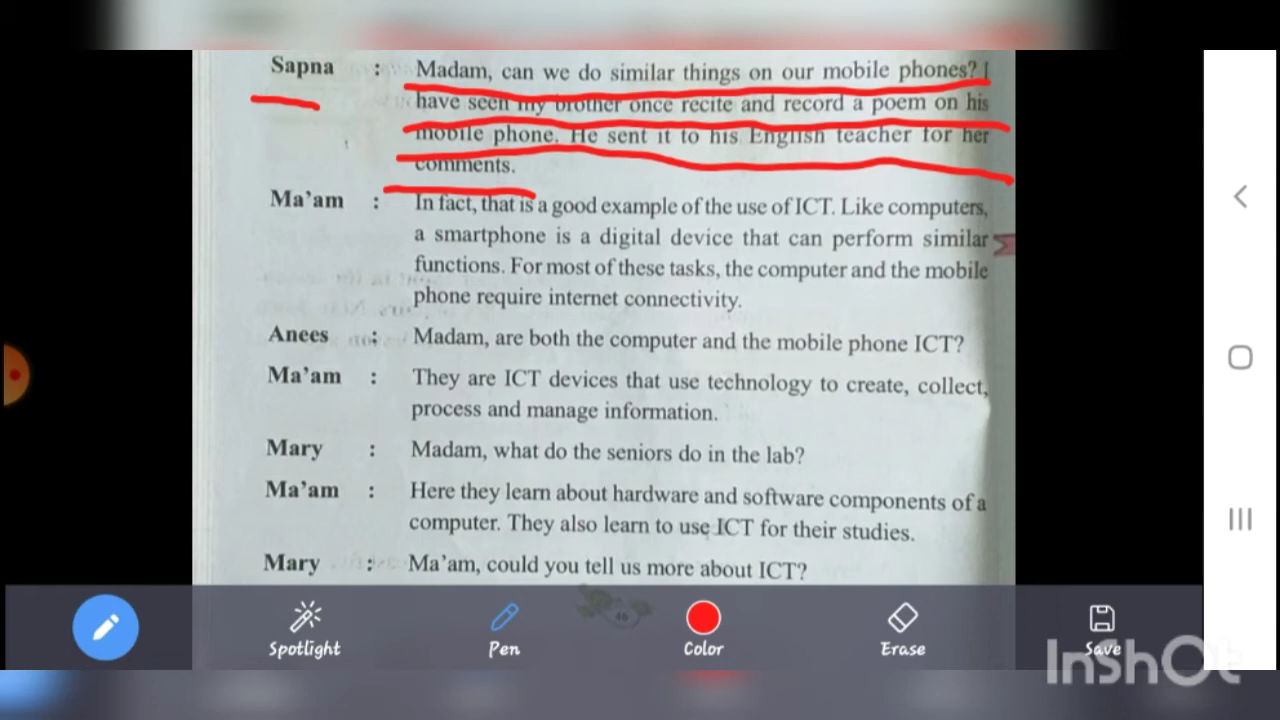 Sapna : Madam, can we do similar things on our mobile phones? I
have seen my brother once recite and record a poem on his
mobile phone. He sent it to his English teacher for her
comments.
Ma'am : In fact, that is a good example of the use of ICT. Like computers,
a smartphone is a digital device that can perform similar
functions. For most of these tasks, the computer and the mobile
phone require internet connectivity.
Anees : Madam, are both the computer and the mobile phone ICT?
Ma'am : They are ICT devices that use technology to create, collect,
process and manage information.
Mary : Madam, what do the seniors do in the lab?
Ma'am : Here they learn about hardware and software components of a
computer. They also learn to use ICT for their studies.
Mary : Ma'am, could you tell us more about ICT?
46
Spotlight Pen Color Erase Save
InShOt